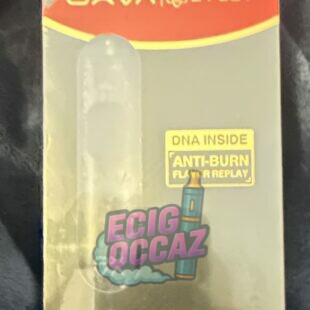 DNA INSIDE
ANTI-BURN
FLAVOR REPLAY
ECIG
OCCAZ